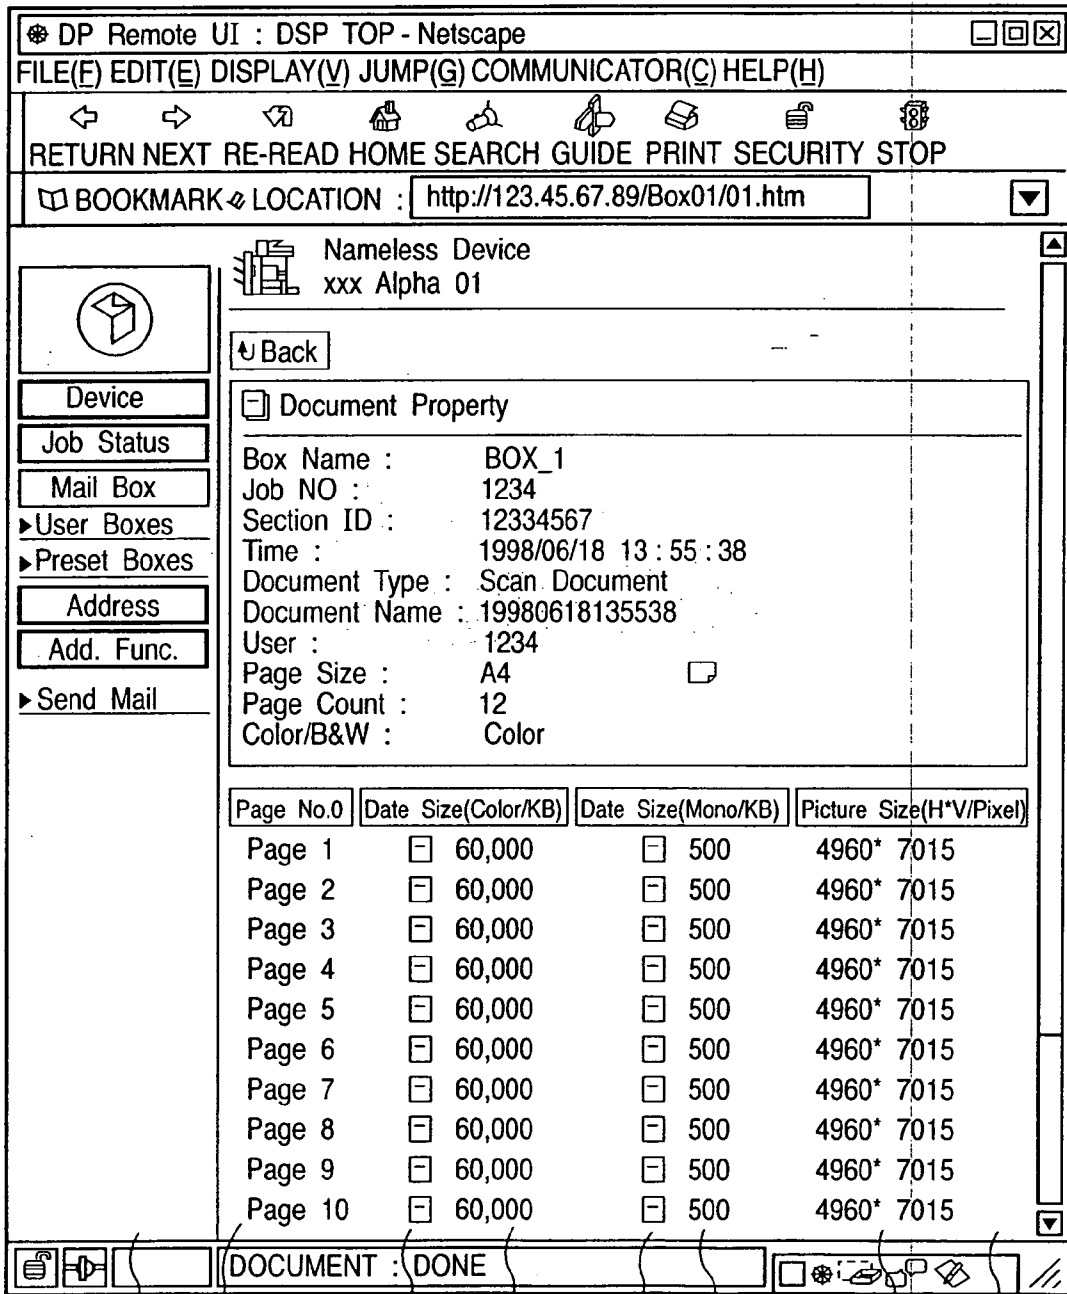 DP Remote UI : DSP TOP - Netscape
FILE(F) EDIT(E) DISPLAY(V) JUMP(G) COMMUNICATOR(C) HELP(H)
RETURN NEXT RE-READ HOME SEARCH GUIDE PRINT SECURITY STOP
BOOKMARK LOCATION : http://123.45.67.89/Box01/01.htm
Nameless Device
xxx Alpha 01
Back
Device
Job Status
Mail Box
User Boxes
Preset Boxes
Address
Add. Func.
Send Mail
Document Property
Box Name : BOX_1
Job NO : 1234
Section ID : 12334567
Time : 1998/06/18 13 : 55 : 38
Document Type : Scan Document
Document Name : 19980618135538
User : 1234
Page Size : A4
Page Count : 12
Color/B&W : Color
Page No.0 Date Size(Color/KB) Date Size(Mono/KB) Picture Size(H*V/Pixel)
Page 1 60,000 500 4960* 7015
Page 2 60,000 500 4960* 7015
Page 3 60,000 500 4960* 7015
Page 4 60,000 500 4960* 7015
Page 5 60,000 500 4960* 7015
Page 6 60,000 500 4960* 7015
Page 7 60,000 500 4960* 7015
Page 8 60,000 500 4960* 7015
Page 9 60,000 500 4960* 7015
Page 10 60,000 500 4960* 7015
DOCUMENT : DONE